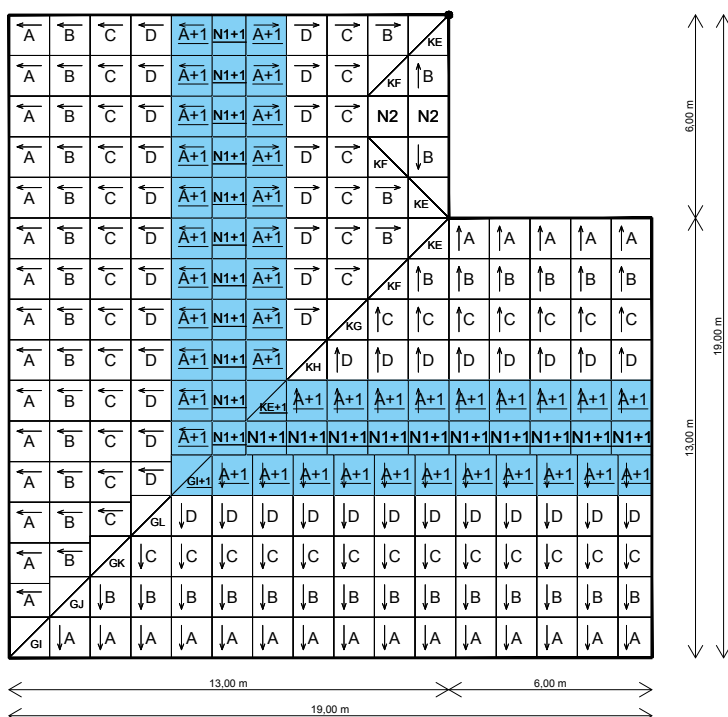 A B C D A+1 N1+1 A+1 D C B KE
A B C D A+1 N1+1 A+1 D C KF B
A B C D A+1 N1+1 A+1 D C N2 N2
A B C D A+1 N1+1 A+1 D C KF B
A B C D A+1 N1+1 A+1 D C B KE
A B C D A+1 N1+1 A+1 D C B KE A A A A A
A B C D A+1 N1+1 A+1 D C KF B B B B B B
A B C D A+1 N1+1 A+1 D KG C C C C C C C
A B C D A+1 N1+1 A+1 KH D D D D D D D D
A B C D A+1 N1+1 KE+1 A+1 A+1 A+1 A+1 A+1 A+1 A+1 A+1 A+1
A B C D A+1 N1+1 N1+1 N1+1 N1+1 N1+1 N1+1 N1+1 N1+1 N1+1 N1+1 N1+1
A B C D GI+1 A+1 A+1 A+1 A+1 A+1 A+1 A+1 A+1 A+1 A+1 A+1
A B C GL D D D D D D D D D D D D
A B GK C C C C C C C C C C C C C
A GJ B B B B B B B B B B B B B B
GI A A A A A A A A A A A A A A A
6,00 m
13,00 m
19,00 m
13,00 m 6,00 m
19,00 m